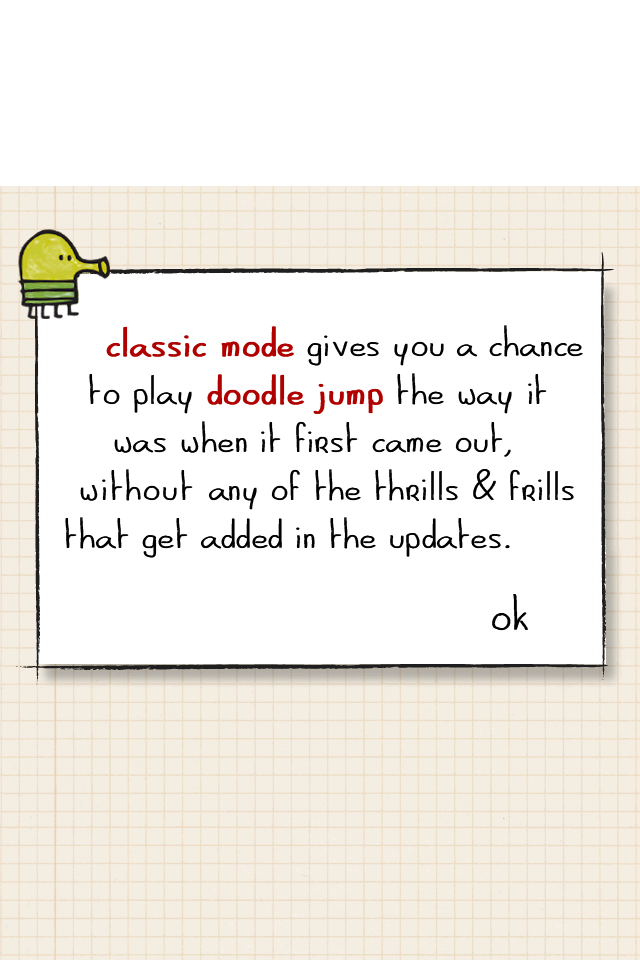 classic mode gives you a chance
to play doodle jump the way it
was when it first came out,
without any of the thrills & frills
that get added in the updates.
ok